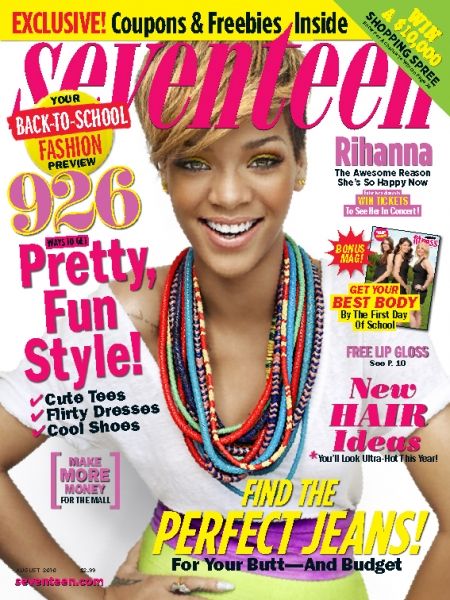 EXCLUSIVE! Coupons & Freebies Inside
WIN
A $10,000
SHOPPING SPREE
seventeen
YOUR
BACK-TO-SCHOOL
FASHION
PREVIEW
926
WAYS TO GET
Pretty,
Fun
Style!
✓Cute Tees
✓Flirty Dresses
✓Cool Shoes
[MAKE
MORE
MONEY
FOR THE MALL]
Rihanna
The Awesome Reason
She's So Happy Now
WIN TICKETS
To See Her In Concert!
BONUS
MAG!
fitness
GET YOUR
BEST BODY
By The First Day
Of School
FREE LIP GLOSS
SEE P. 10
New
HAIR
Ideas
*You'll Look Ultra-Hot This Year!
FIND THE
PERFECT JEANS!
For Your Butt—And Budget
AUGUST 2010 $2.99
seventeen.com